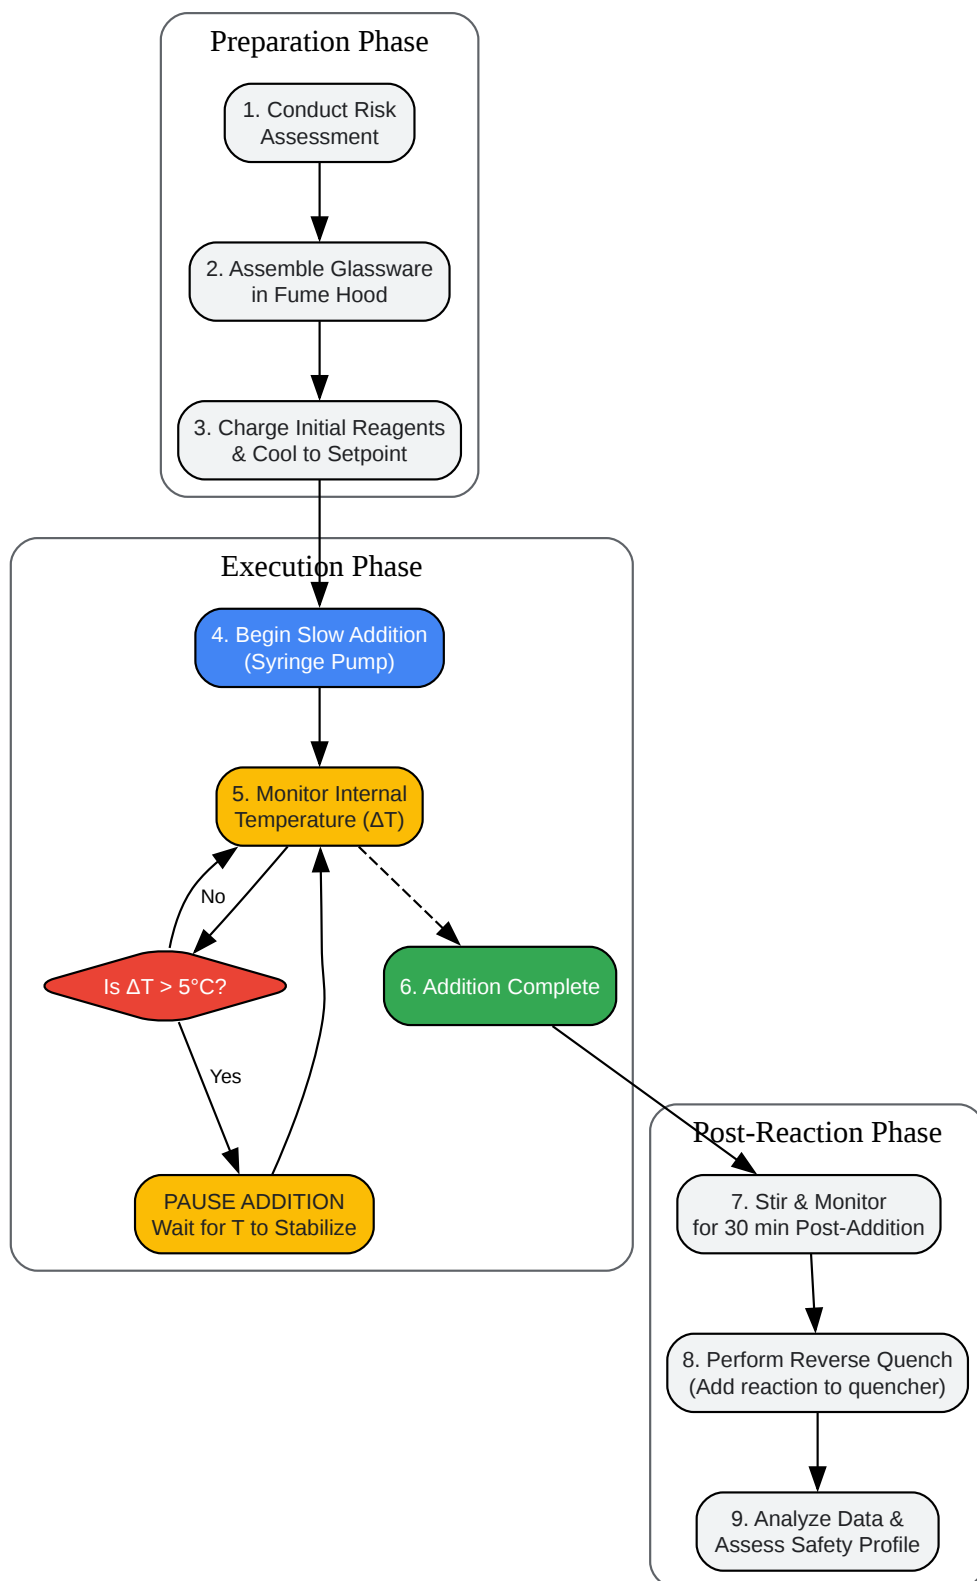 Preparation Phase
1. Conduct Risk
Assessment
2. Assemble Glassware
in Fume Hood
3. Charge Initial Reagents
& Cool to Setpoint
Execution Phase
4. Begin Slow Addition
(Syringe Pump)
5. Monitor Internal
Temperature (ΔT)
No
Is ΔT > 5°C?
6. Addition Complete
Yes
PAUSE ADDITION
Wait for T to Stabilize
Post-Reaction Phase
7. Stir & Monitor
for 30 min Post-Addition
8. Perform Reverse Quench
(Add reaction to quencher)
9. Analyze Data &
Assess Safety Profile